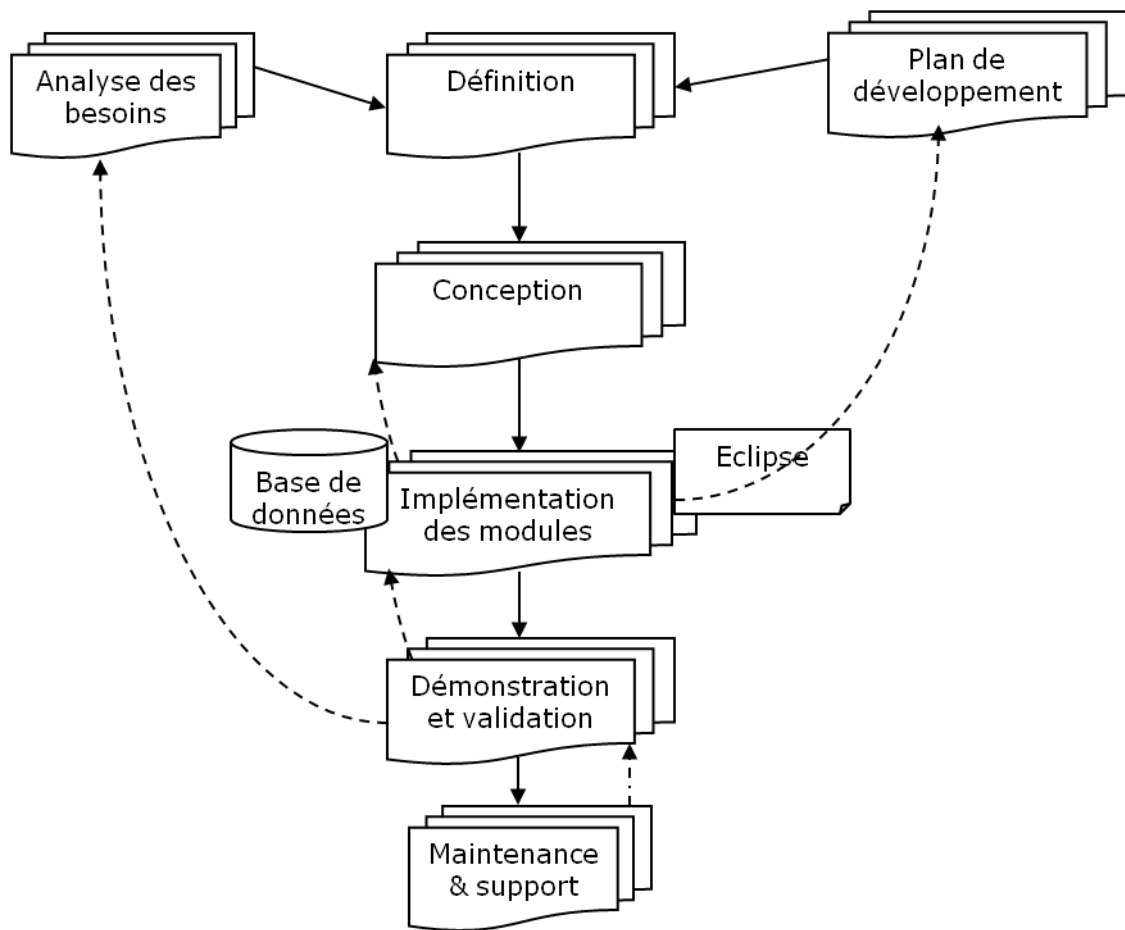 Analyse des
besoins
Définition
Plan de
développement
Conception
Base de
données
Implémentation
des modules
Eclipse
Démonstration
et validation
Maintenance
& support